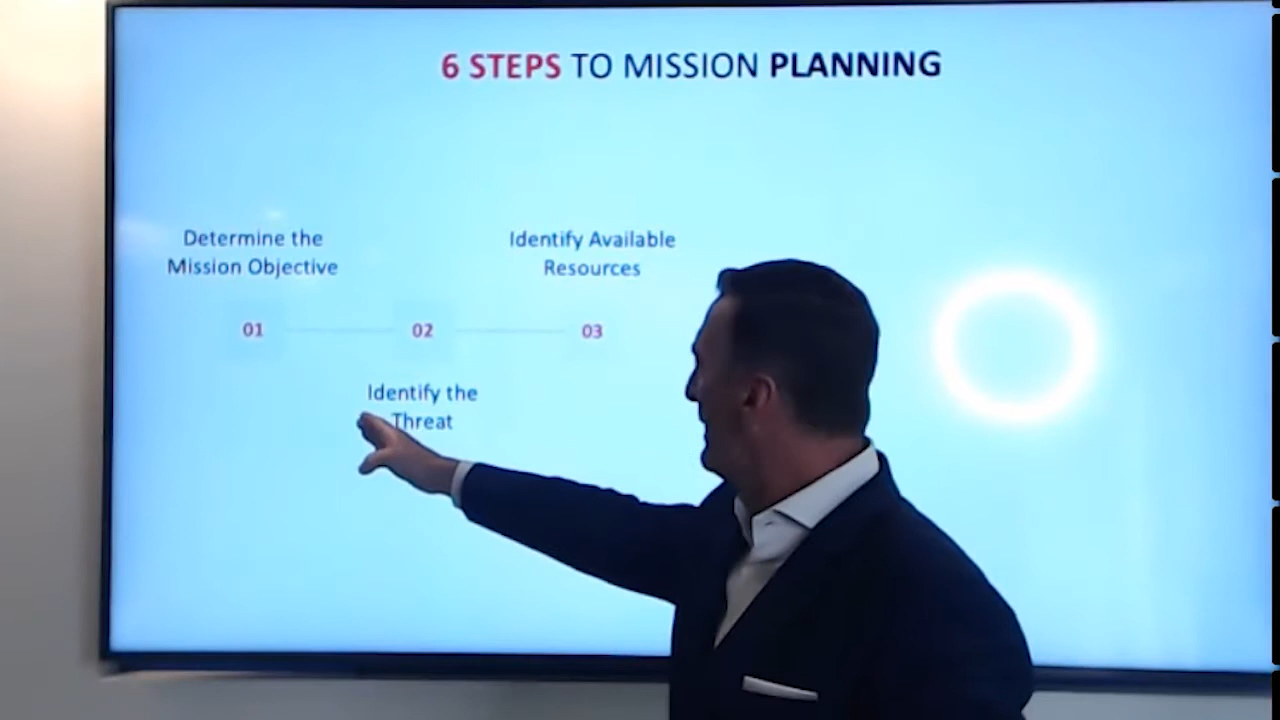 6 STEPS TO MISSION PLANNING
Determine the
Mission Objective
Identify Available
Resources
01
02
03
Identify the
Threat